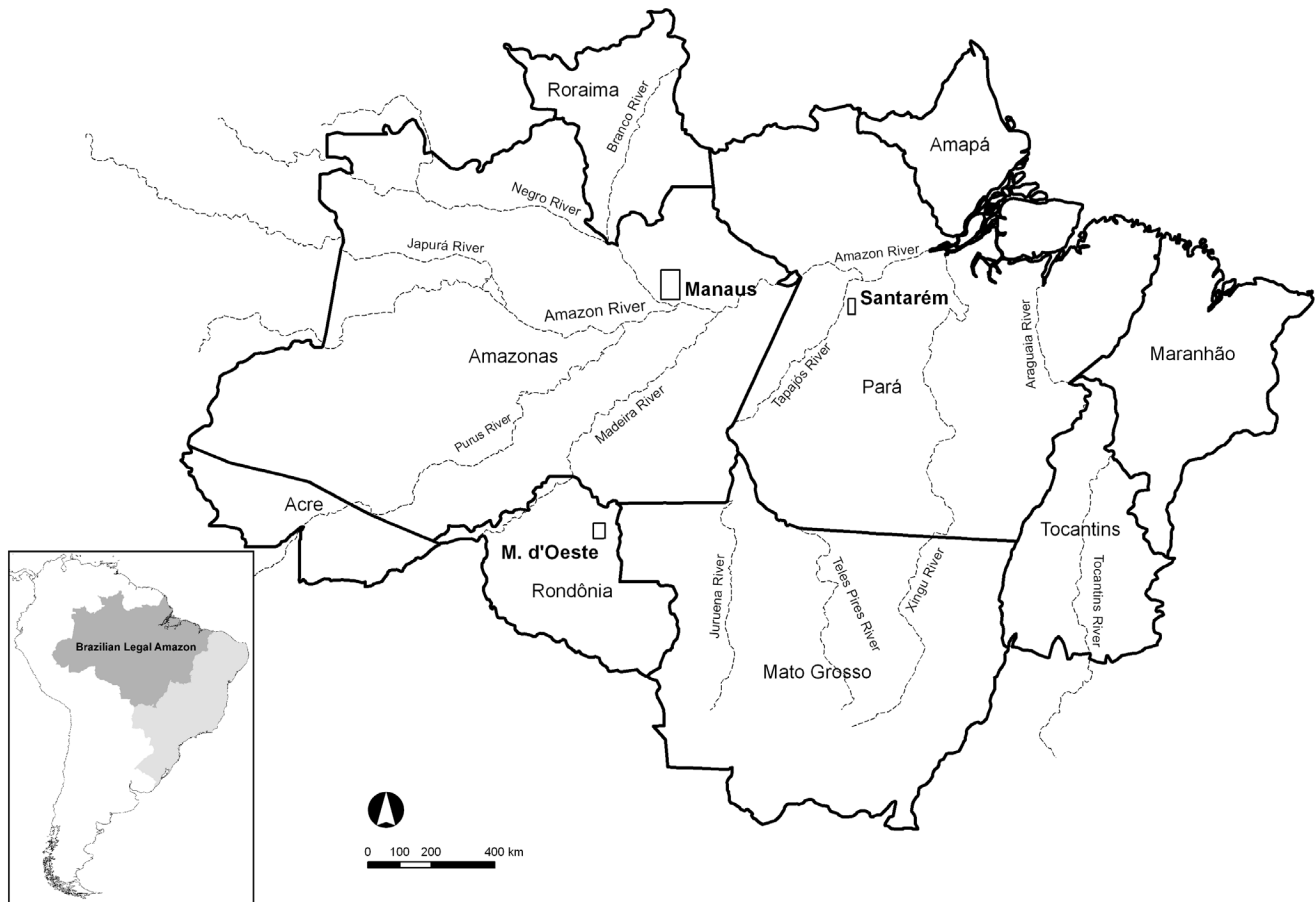 Roraima
Branco River
Amapá
Negro River
Japurá River
Amazon River
Manaus
Santarém
Amazon River
Amazonas
Tapajós River
Pará
Araguaia River
Maranhão
Purus River
Madeira River
Acre
M. d'Oeste
Rondônia
Juruena River
Teles Pires River
Xingu River
Tocantins
Tocantins River
Mato Grosso
Brazilian Legal Amazon
0 100 200 400 km